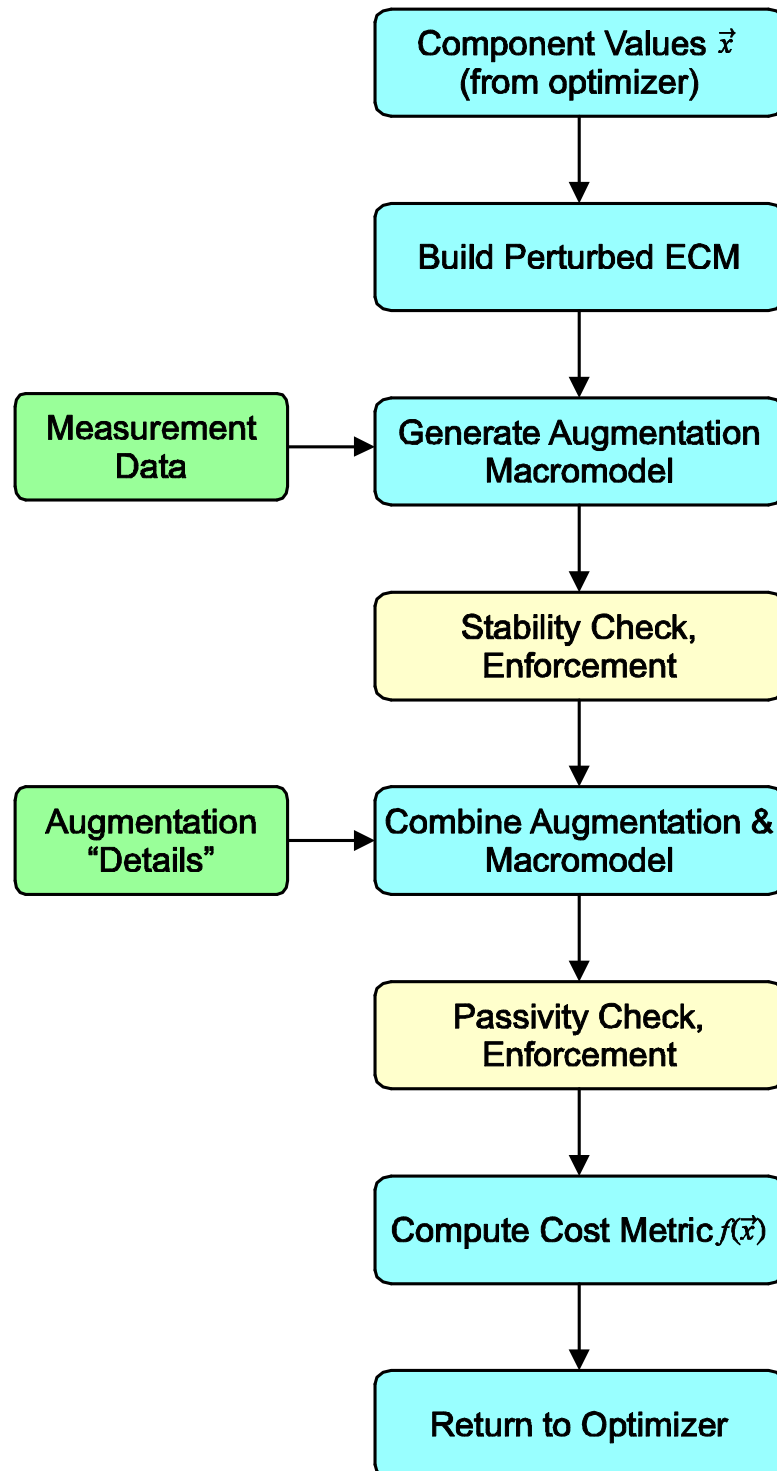 Component Values x⃗
(from optimizer)
Build Perturbed ECM
Measurement
Data
Generate Augmentation
Macromodel
Stability Check,
Enforcement
Augmentation
“Details”
Combine Augmentation &
Macromodel
Passivity Check,
Enforcement
Compute Cost Metric f(x⃗)
Return to Optimizer